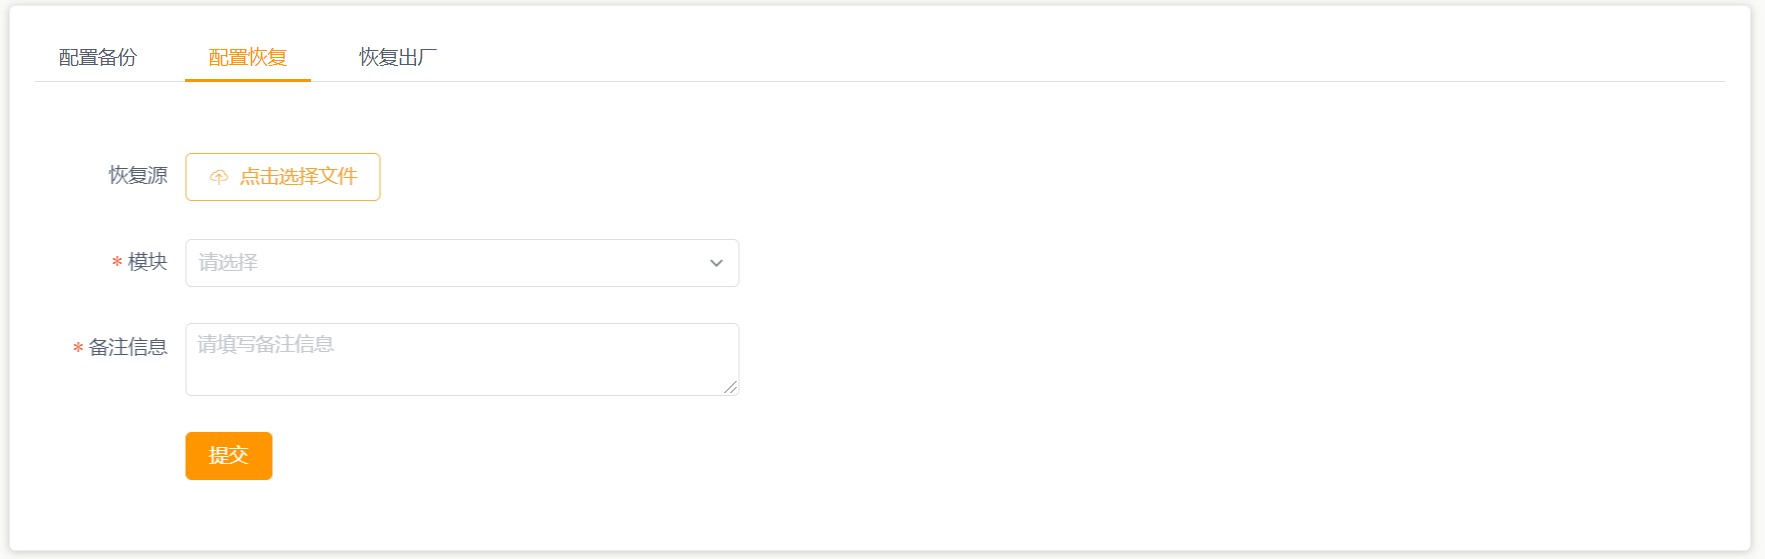 配置备份 配置恢复 恢复出厂
恢复源 点击选择文件
* 模块 请选择
* 备注信息 请填写备注信息
提交